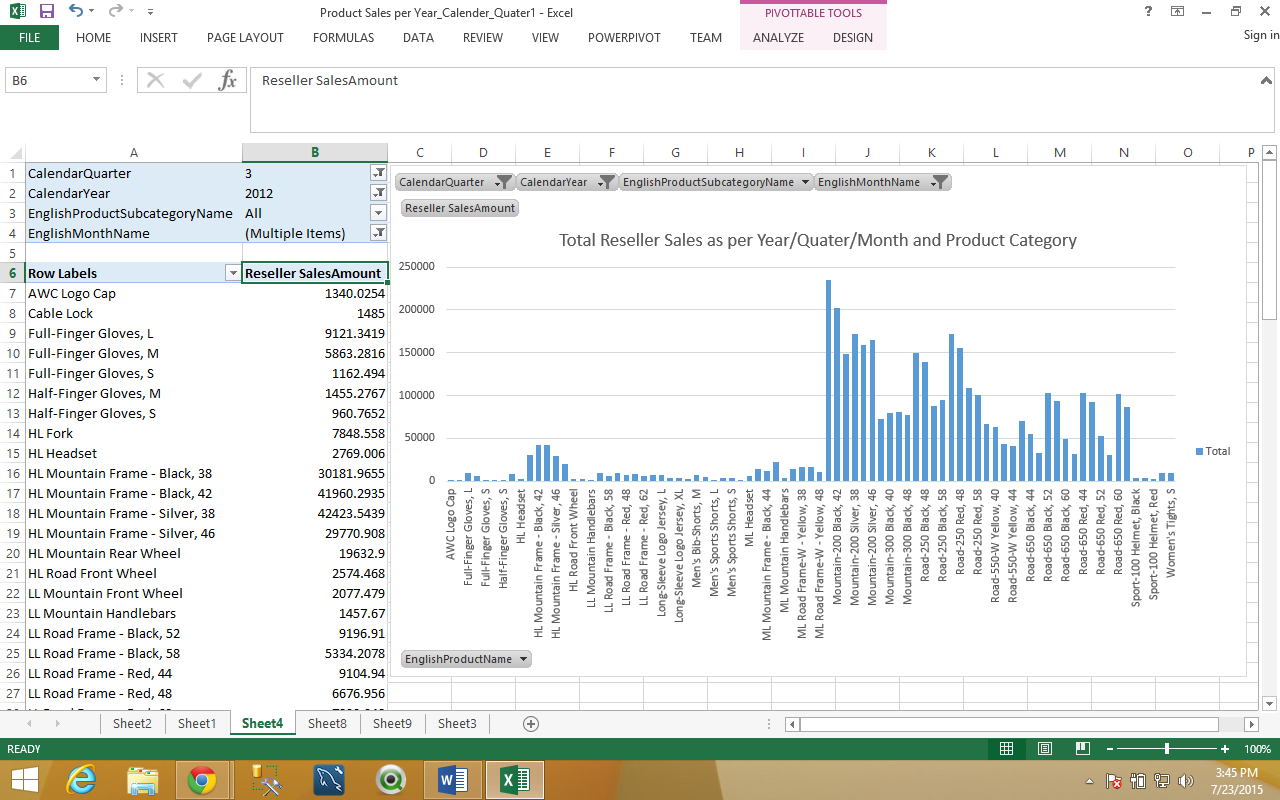 Product Sales per Year_Calender_Quater1 - Excel
PIVOTTABLE TOOLS
?
FILE HOME INSERT PAGE LAYOUT FORMULAS DATA REVIEW VIEW POWERPIVOT TEAM ANALYZE DESIGN Sign in
B6 fx Reseller SalesAmount
A B C D E F G H I J K L M N O P
1 CalendarQuarter 3
2 CalendarYear 2012
3 EnglishProductSubcategoryName All
4 EnglishMonthName (Multiple Items)
5
6 Row Labels Reseller SalesAmount
7 AWC Logo Cap 1340.0254
8 Cable Lock 1485
9 Full-Finger Gloves, L 9121.3419
10 Full-Finger Gloves, M 5863.2816
11 Full-Finger Gloves, S 1162.494
12 Half-Finger Gloves, M 1455.2767
13 Half-Finger Gloves, S 960.7652
14 HL Fork 7848.558
15 HL Headset 2769.006
16 HL Mountain Frame - Black, 38 30181.9655
17 HL Mountain Frame - Black, 42 41960.2935
18 HL Mountain Frame - Silver, 38 42423.5439
19 HL Mountain Frame - Silver, 46 29770.908
20 HL Mountain Rear Wheel 19632.9
21 HL Road Front Wheel 2574.468
22 LL Mountain Front Wheel 2077.479
23 LL Mountain Handlebars 1457.67
24 LL Road Frame - Black, 52 9196.91
25 LL Road Frame - Black, 58 5334.2078
26 LL Road Frame - Red, 44 9104.94
27 LL Road Frame - Red, 48 6676.956
CalendarQuarter CalendarYear EnglishProductSubcategoryName EnglishMonthName
Reseller SalesAmount
Total Reseller Sales as per Year/Quater/Month and Product Category
250000
200000
150000
100000
50000
0
Total
AWC Logo Cap
Full-Finger Gloves, L
Full-Finger Gloves, S
Half-Finger Gloves, S
HL Headset
HL Mountain Frame - Black, 42
HL Mountain Frame - Silver, 46
HL Road Front Wheel
LL Mountain Handlebars
LL Road Frame - Black, 58
LL Road Frame - Red, 48
LL Road Frame - Red, 62
Long-Sleeve Logo Jersey, L
Long-Sleeve Logo Jersey, XL
Men's Bib-Shorts, M
Men's Sports Shorts, L
Men's Sports Shorts, S
ML Headset
ML Mountain Frame - Black, 44
ML Mountain Handlebars
ML Road Frame-W - Yellow, 38
ML Road Frame-W - Yellow, 48
Mountain-200 Black, 42
Mountain-200 Silver, 38
Mountain-200 Silver, 46
Mountain-300 Black, 40
Mountain-300 Black, 48
Road-250 Black, 48
Road-250 Black, 58
Road-250 Red, 48
Road-250 Red, 58
Road-550-W Yellow, 40
Road-550-W Yellow, 44
Road-650 Black, 44
Road-650 Black, 52
Road-650 Black, 60
Road-650 Red, 44
Road-650 Red, 52
Road-650 Red, 60
Sport-100 Helmet, Black
Sport-100 Helmet, Red
Women's Tights, S
EnglishProductName
Sheet2 Sheet1 Sheet4 Sheet8 Sheet9 Sheet3
READY 100%
3:45 PM
7/23/2015